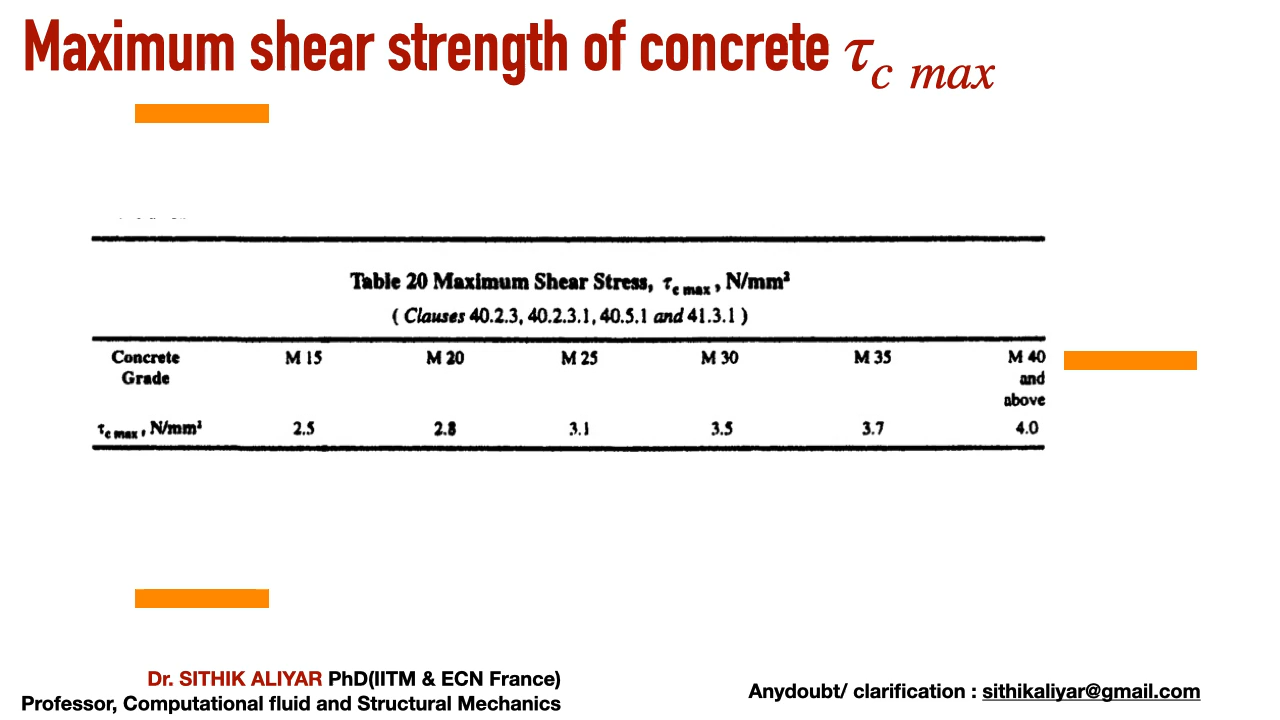 Maximum shear strength of concrete τc max
Table 20 Maximum Shear Stress, τc max, N/mm²
( Clauses 40.2.3, 40.2.3.1, 40.5.1 and 41.3.1 )
Concrete Grade M 15 M 20 M 25 M 30 M 35 M 40 and above
τc max, N/mm² 2.5 2.8 3.1 3.5 3.7 4.0
Dr. SITHIK ALIYAR PhD(IITM & ECN France)
Professor, Computational fluid and Structural Mechanics
Anydoubt/ clarification : sithikaliyar@gmail.com